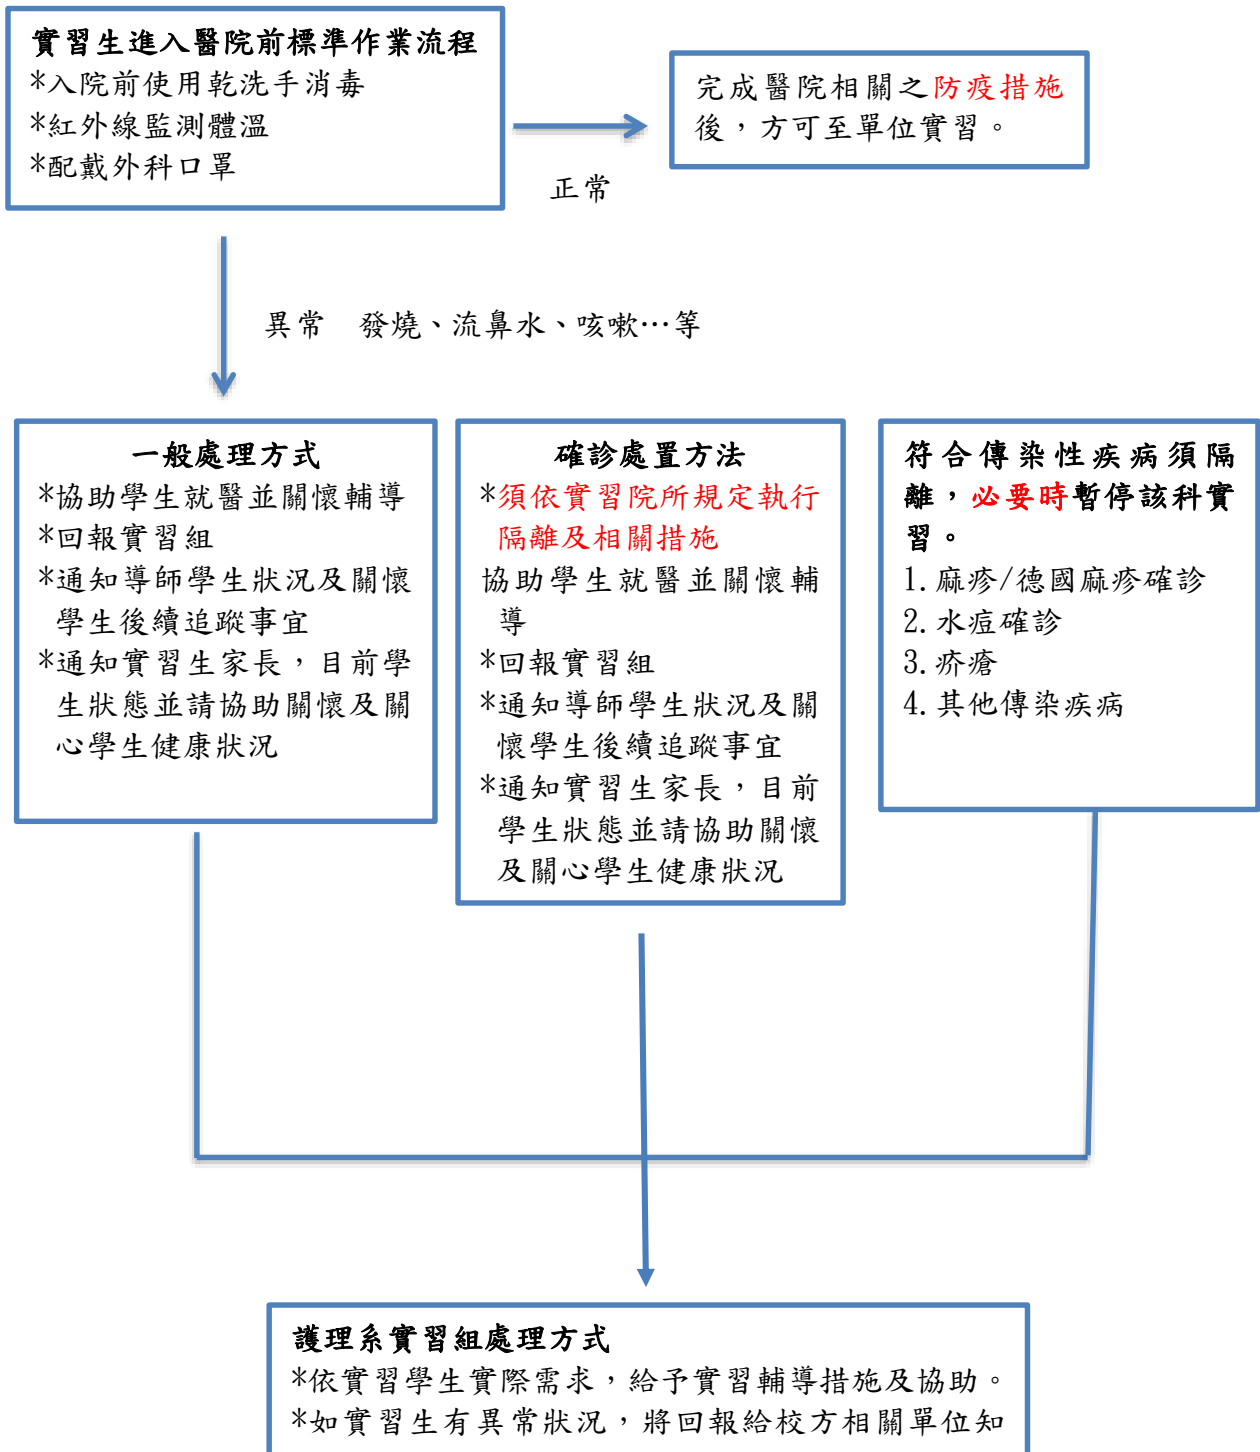 實習生進入醫院前標準作業流程
*入院前使用乾洗手消毒
*紅外線監測體溫
*配戴外科口罩
完成醫院相關之防疫措施
後，方可至單位實習。
正常
異常　發燒、流鼻水、咳嗽…等
一般處理方式
*協助學生就醫並關懷輔導
*回報實習組
*通知導師學生狀況及關懷
學生後續追蹤事宜
*通知實習生家長，目前學
生狀態並請協助關懷及關
心學生健康狀況
確診處置方法
*須依實習院所規定執行
隔離及相關措施
協助學生就醫並關懷輔
導
*回報實習組
*通知導師學生狀況及關
懷學生後續追蹤事宜
*通知實習生家長，目前
學生狀態並請協助關懷
及關心學生健康狀況
符合傳染性疾病須隔
離，必要時暫停該科實
習。
1.麻疹/德國麻疹確診
2.水痘確診
3.疥瘡
4.其他傳染疾病
護理系實習組處理方式
*依實習學生實際需求，給予實習輔導措施及協助。
*如實習生有異常狀況，將回報給校方相關單位知